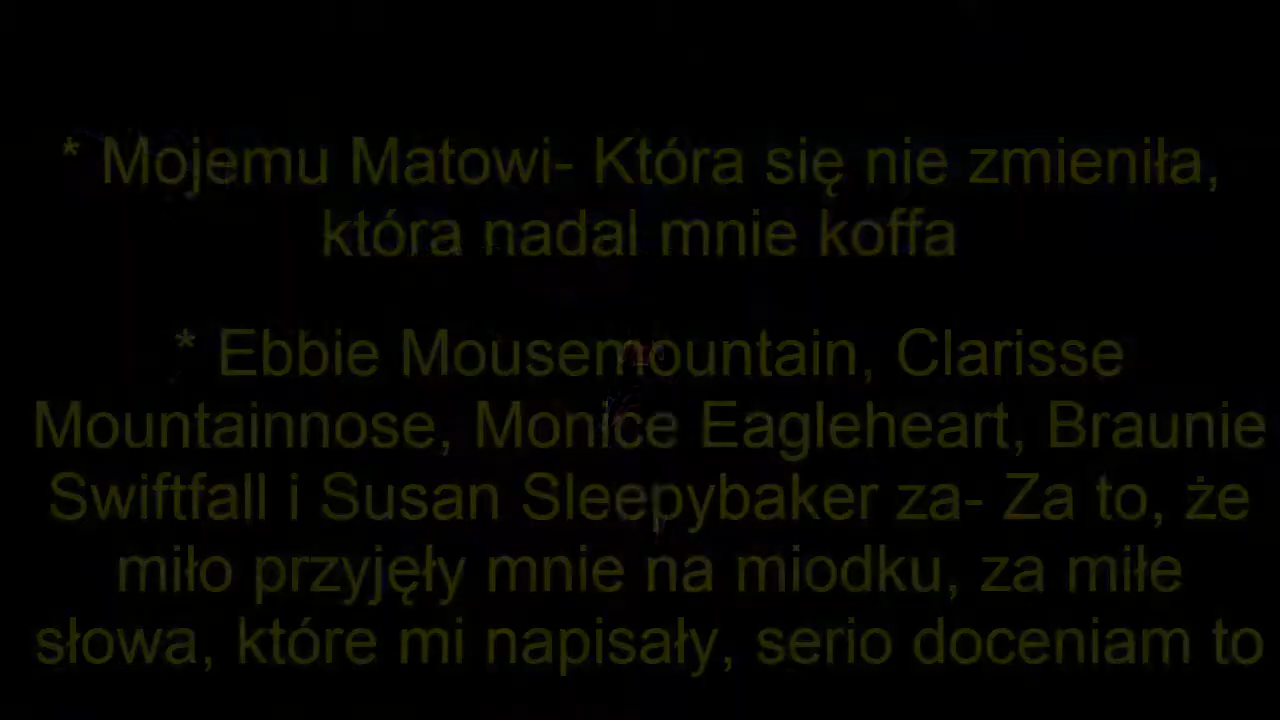 * Mojemu Matowi- Która się nie zmieniła,
która nadal mnie koffa
* Ebbie Mousemountain, Clarisse
Mountainnose, Monice Eagleheart, Braunie
Swiftfall i Susan Sleepybaker za- Za to, że
miło przyjęły mnie na miodku, za miłe
słowa, które mi napisały, serio doceniam to